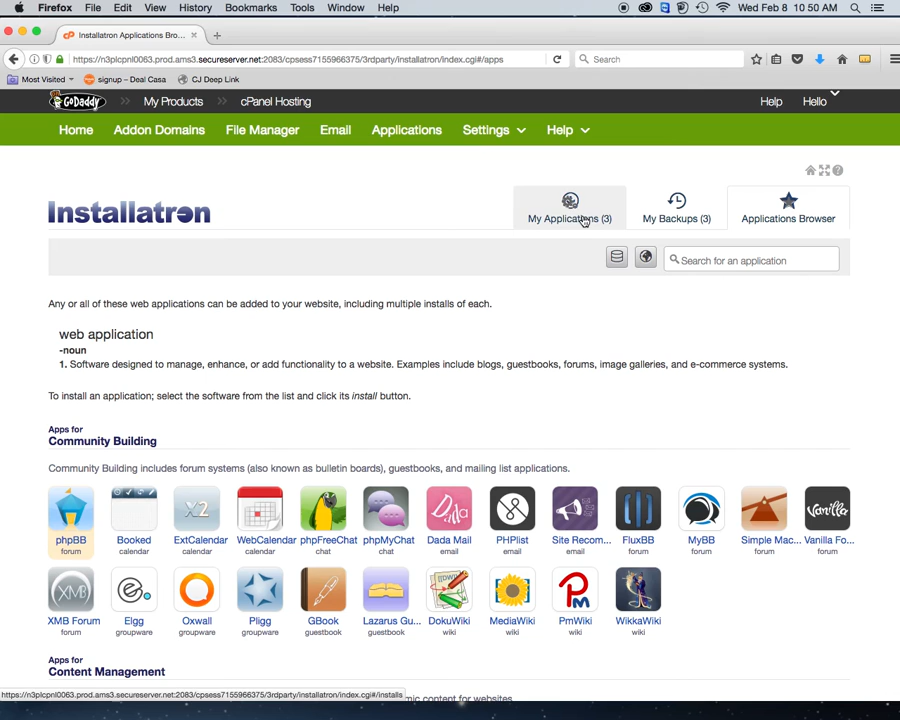 Firefox File Edit View History Bookmarks Tools Window Help Wed Feb 8 10:50 AM
Installatron Applications Bro...
https://n3plcpnl0063.prod.ams3.secureserver.net:2083/cpsess7155966375/3rdparty/installatron/index.cgi#/apps Search
Most Visited signup – Deal Casa CJ Deep Link
GoDaddy My Products cPanel Hosting Help Hello
Home Addon Domains File Manager Email Applications Settings Help
Installatron
My Applications (3) My Backups (3) Applications Browser
Search for an application
Any or all of these web applications can be added to your website, including multiple installs of each.
web application
-noun
1. Software designed to manage, enhance, or add functionality to a website. Examples include blogs, guestbooks, forums, image galleries, and e-commerce systems.
To install an application; select the software from the list and click its install button.
Apps for
Community Building
Community Building includes forum systems (also known as bulletin boards), guestbooks, and mailing list applications.
X2 Dada Vanilla
phpBB Booked ExtCalendar WebCalendar phpFreeChat phpMyChat Dada Mail PHPlist Site Recom... FluxBB MyBB Simple Mac... Vanilla Fo...
forum calendar calendar calendar chat chat email email email forum forum forum forum
XMB Pm
XMB Forum Elgg Oxwall Pligg GBook Lazarus Gu... DokuWiki MediaWiki PmWiki WikkaWiki
forum groupware groupware groupware guestbook guestbook wiki wiki wiki wiki
Apps for
Content Management
https://n3plcpnl0063.prod.ams3.secureserver.net:2083/cpsess7155966375/3rdparty/installatron/index.cgi#/installs
mic content for websites.